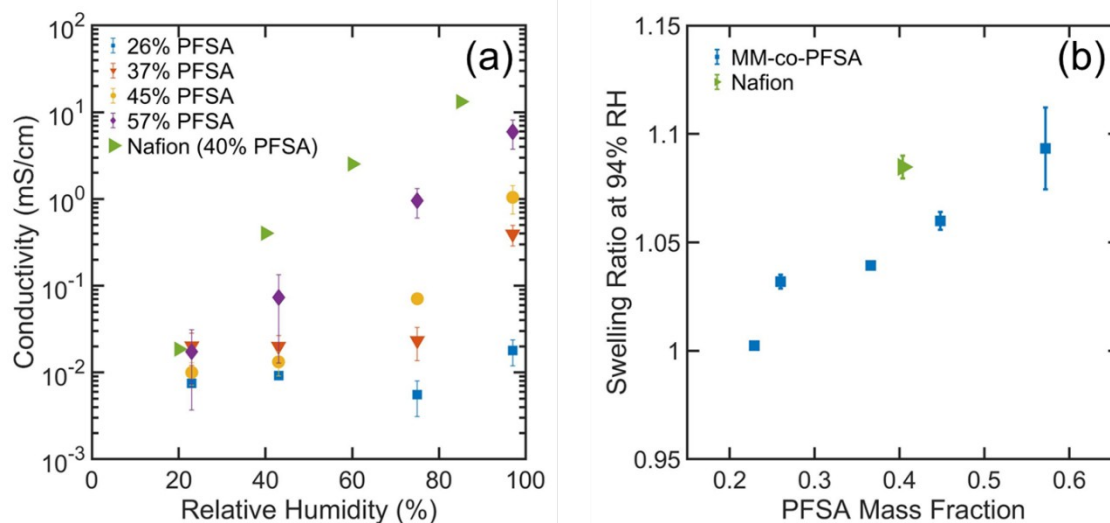 (a)
26% PFSA
37% PFSA
45% PFSA
57% PFSA
Nafion (40% PFSA)
Conductivity (mS/cm)
10²
10¹
10⁰
10⁻¹
10⁻²
10⁻³
0 20 40 60 80 100
Relative Humidity (%)
(b)
MM-co-PFSA
Nafion
Swelling Ratio at 94% RH
1.15
1.10
1.05
1
0.95
0.2 0.3 0.4 0.5 0.6
PFSA Mass Fraction